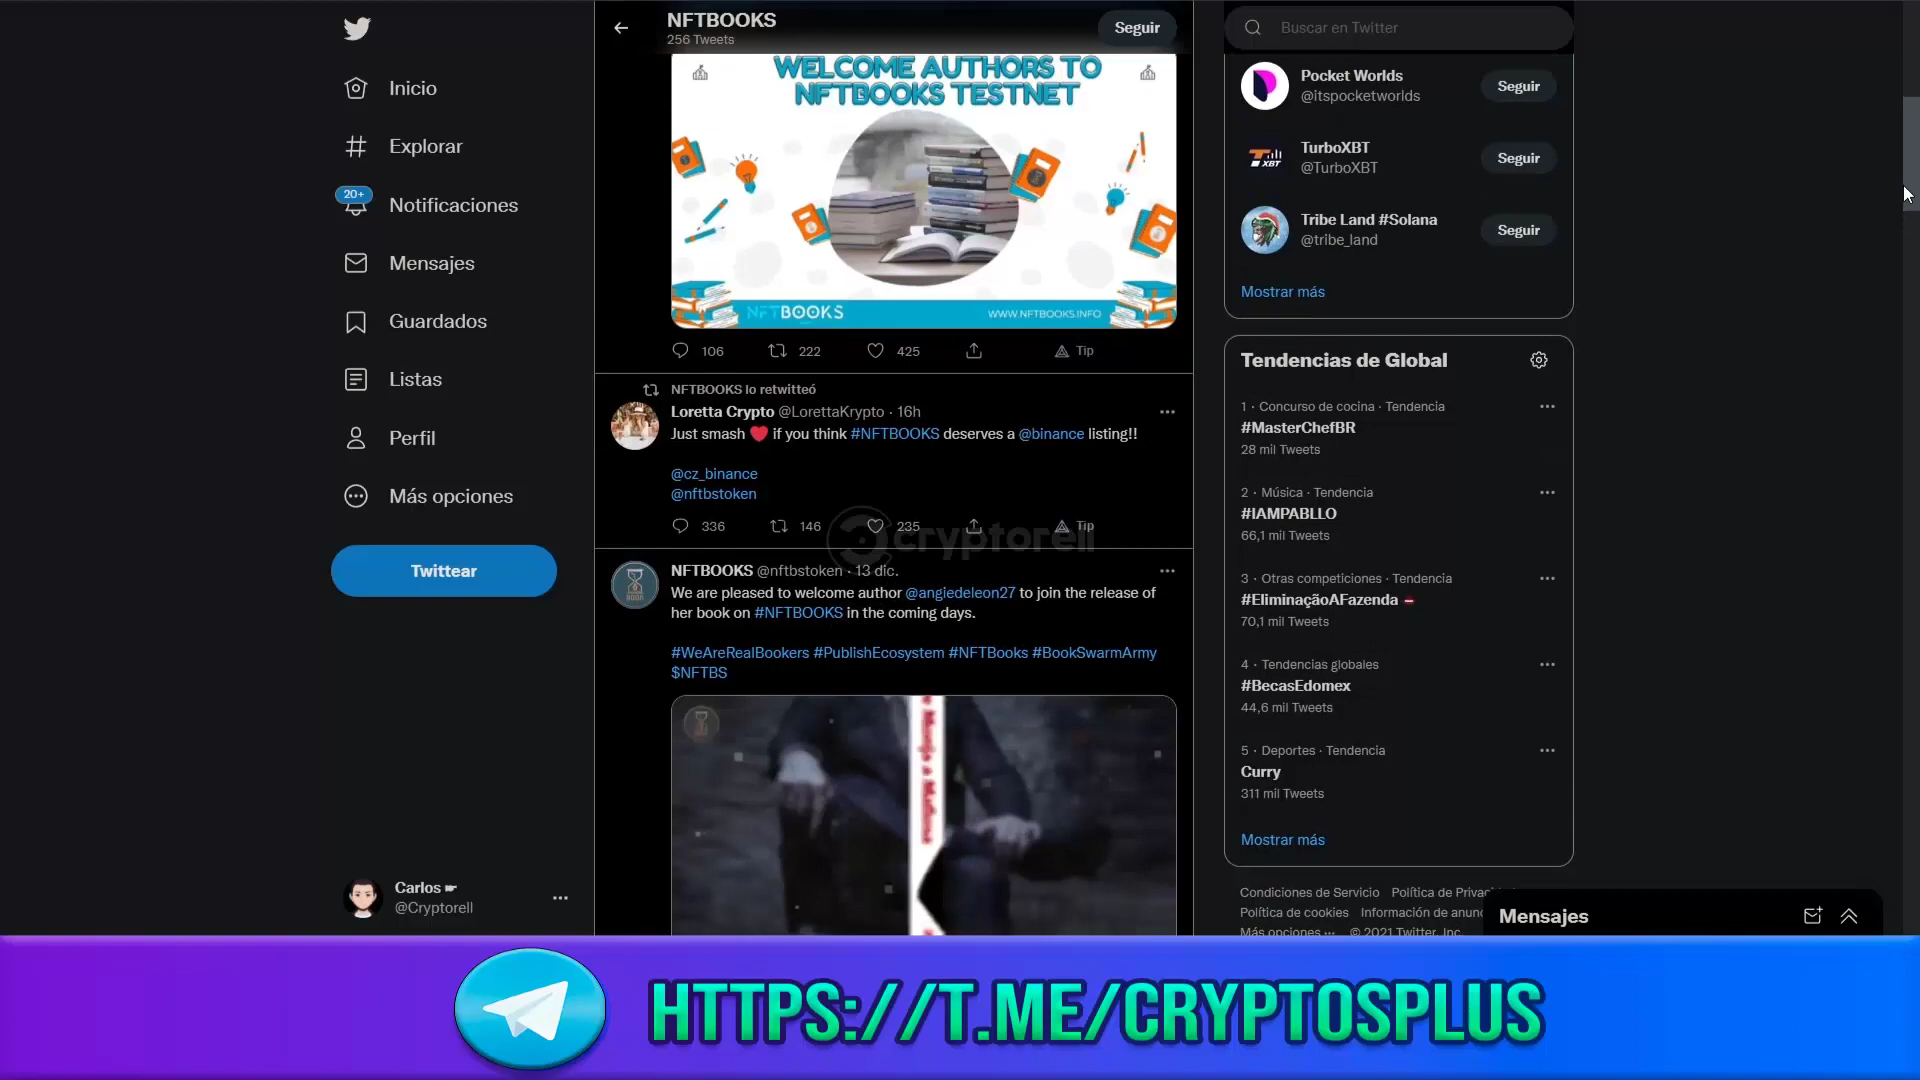 Inicio
Explorar
20+
Notificaciones
Mensajes
Guardados
Listas
Perfil
Más opciones
Twittear
Carlos
@Cryptorell
NFTBOOKS
256 Tweets
Seguir
WELCOME AUTHORS TO
NFTBOOKS TESTNET
NFTBOOKS
WWW.NFTBOOKS.INFO
106 222 425 Tip
NFTBOOKS lo retwitteó
Loretta Crypto @LorettaKrypto · 16h
Just smash ❤ if you think #NFTBOOKS deserves a @binance listing!!
@cz_binance
@nftbstoken
336 146 235 Tip
cryptorell
NFTBOOKS @nftbstoken · 13 dic.
We are pleased to welcome author @angiedeleon27 to join the release of
her book on #NFTBOOKS in the coming days.
#WeAreRealBookers #PublishEcosystem #NFTBooks #BookSwarmArmy
$NFTBS
Buscar en Twitter
Pocket Worlds
@itspocketworlds
Seguir
TurboXBT
@TurboXBT
Seguir
Tribe Land #Solana
@tribe_land
Seguir
Mostrar más
Tendencias de Global
1 · Concurso de cocina · Tendencia
#MasterChefBR
28 mil Tweets
2 · Música · Tendencia
#IAMPABLLO
66,1 mil Tweets
3 · Otras competiciones · Tendencia
#EliminaçãoAFazenda
70,1 mil Tweets
4 · Tendencias globales
#BecasEdomex
44,6 mil Tweets
5 · Deportes · Tendencia
Curry
311 mil Tweets
Mostrar más
Condiciones de Servicio Política de Priva
Política de cookies Información de anun
Más opciones ··· © 2021 Twitter, Inc.
Mensajes
HTTPS://T.ME/CRYPTOSPLUS